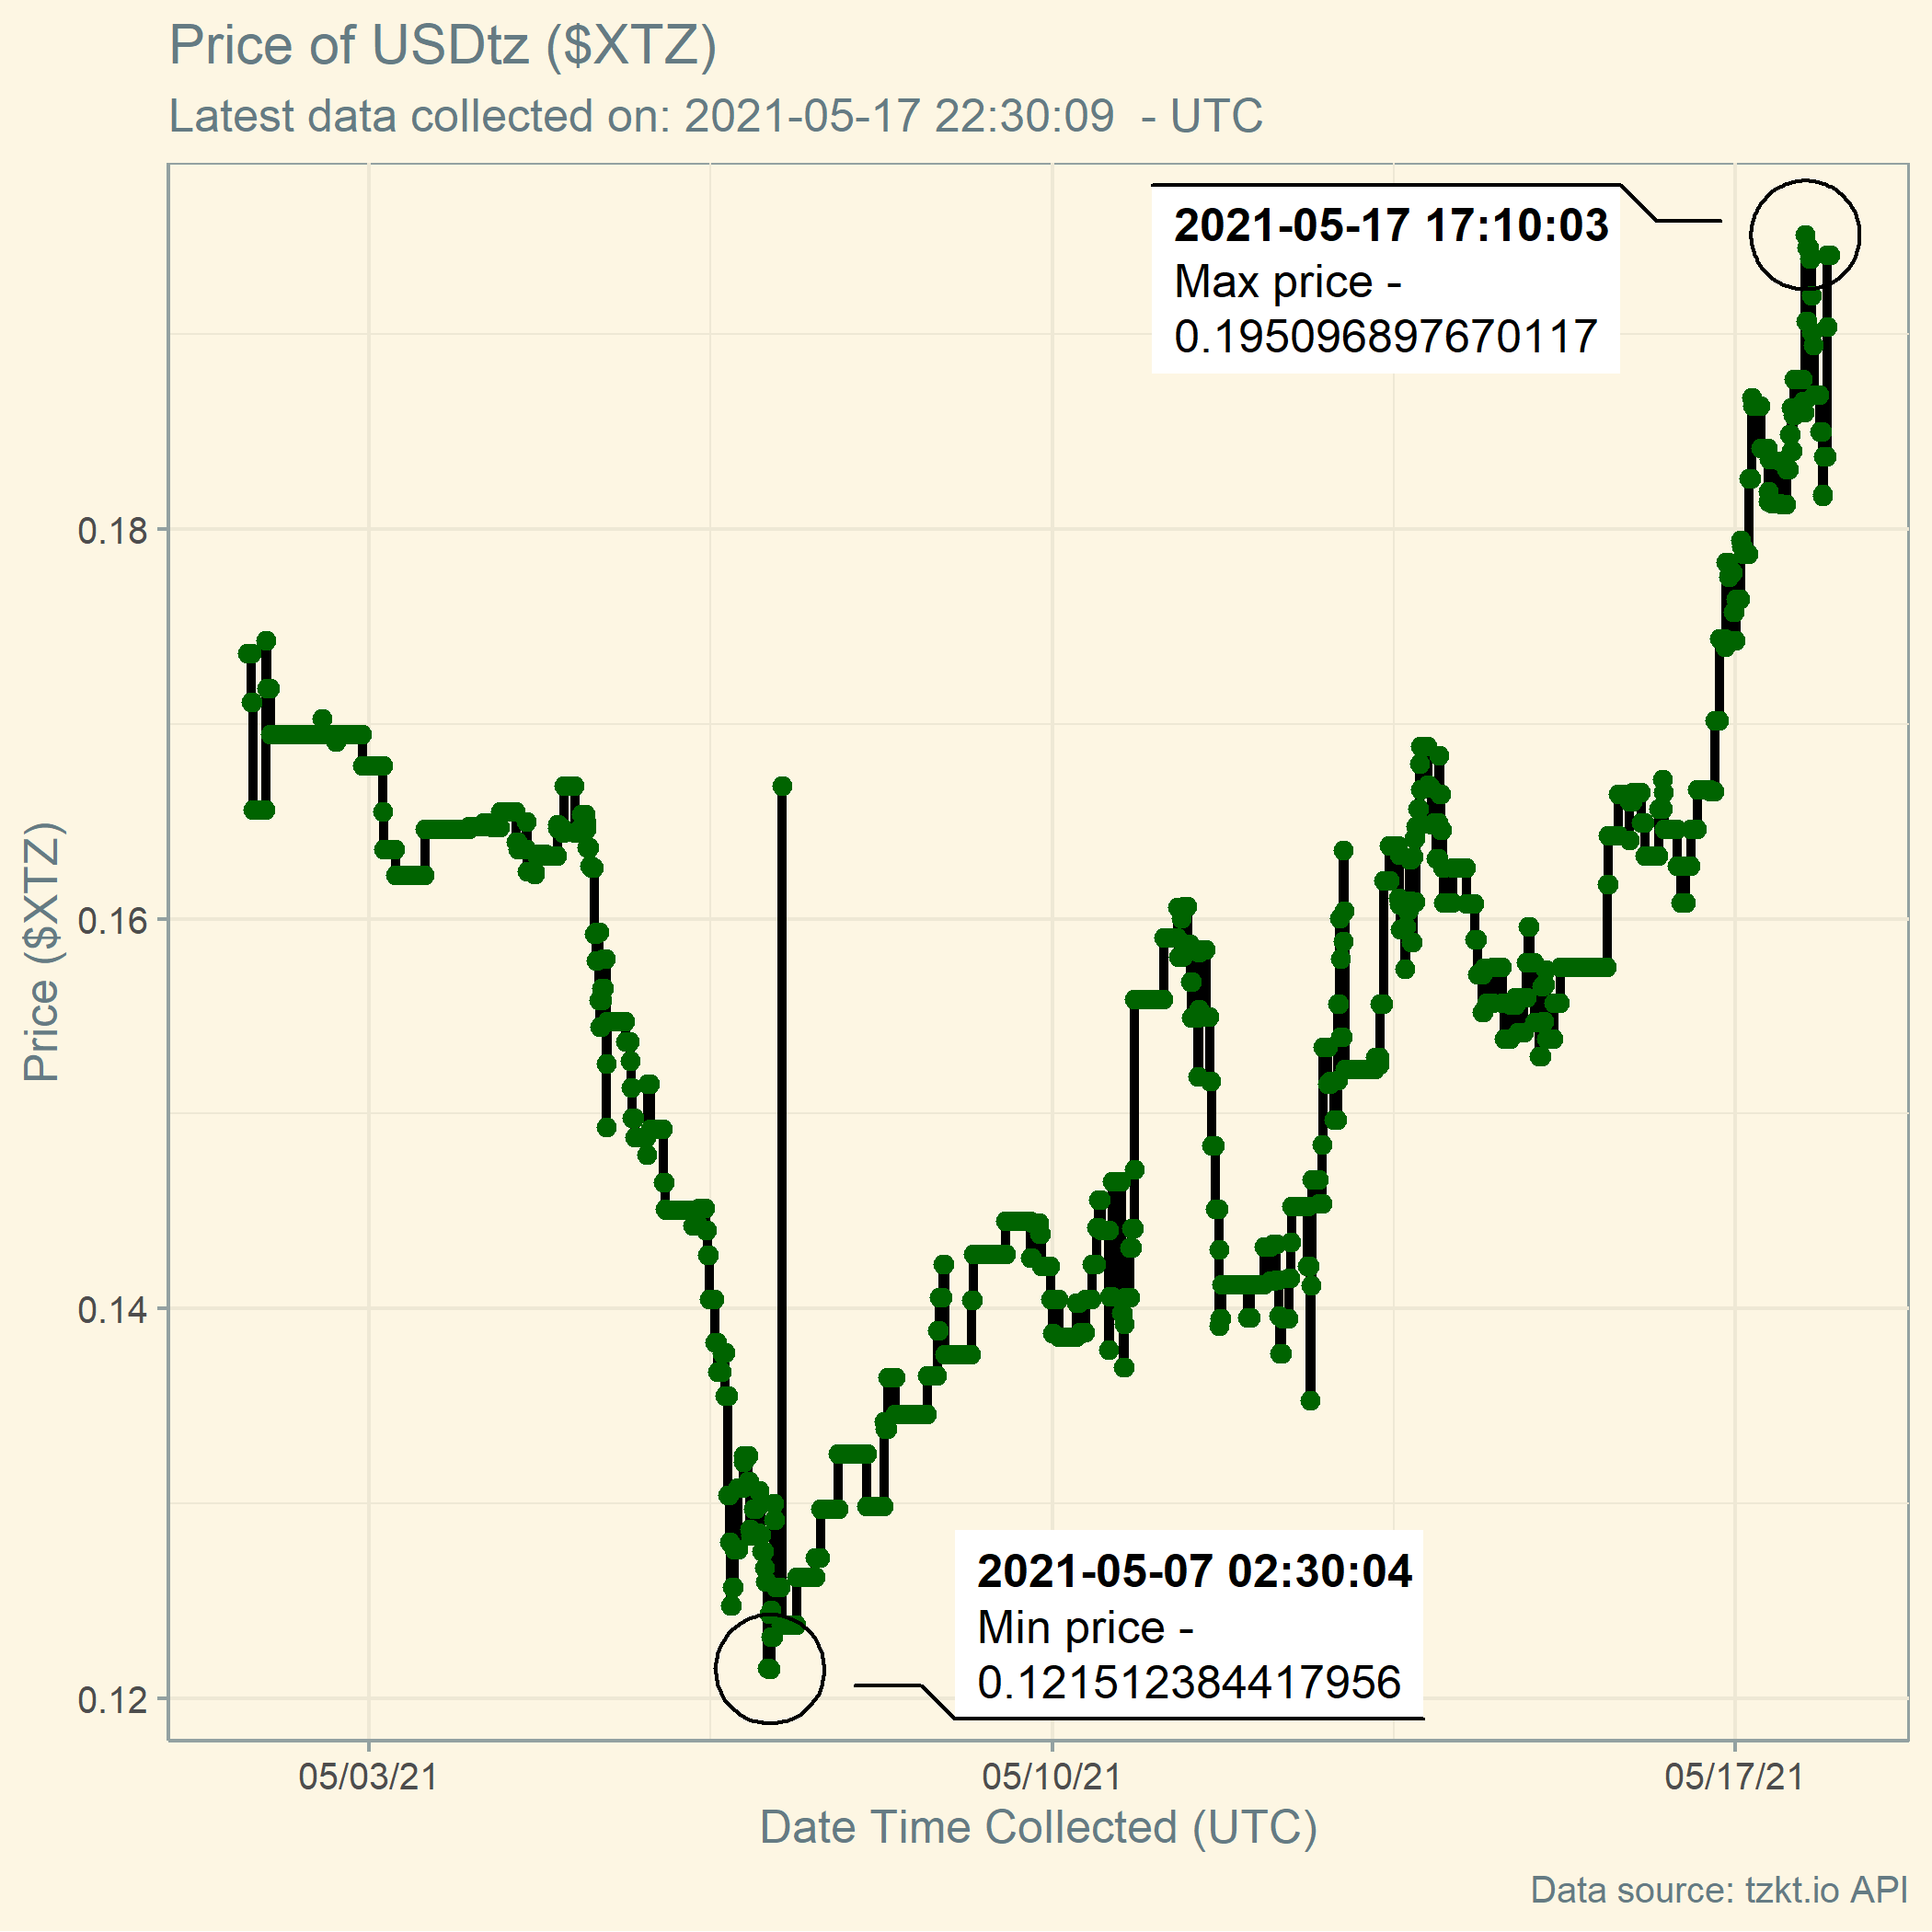 Price of USDtz ($XTZ)
Latest data collected on: 2021-05-17 22:30:09  - UTC
2021-05-17 17:10:03
Max price -
0.195096897670117
0.18
0.16
0.14
0.12
Price ($XTZ)
2021-05-07 02:30:04
Min price -
0.121512384417956
05/03/21
05/10/21
05/17/21
Date Time Collected (UTC)
Data source: tzkt.io API